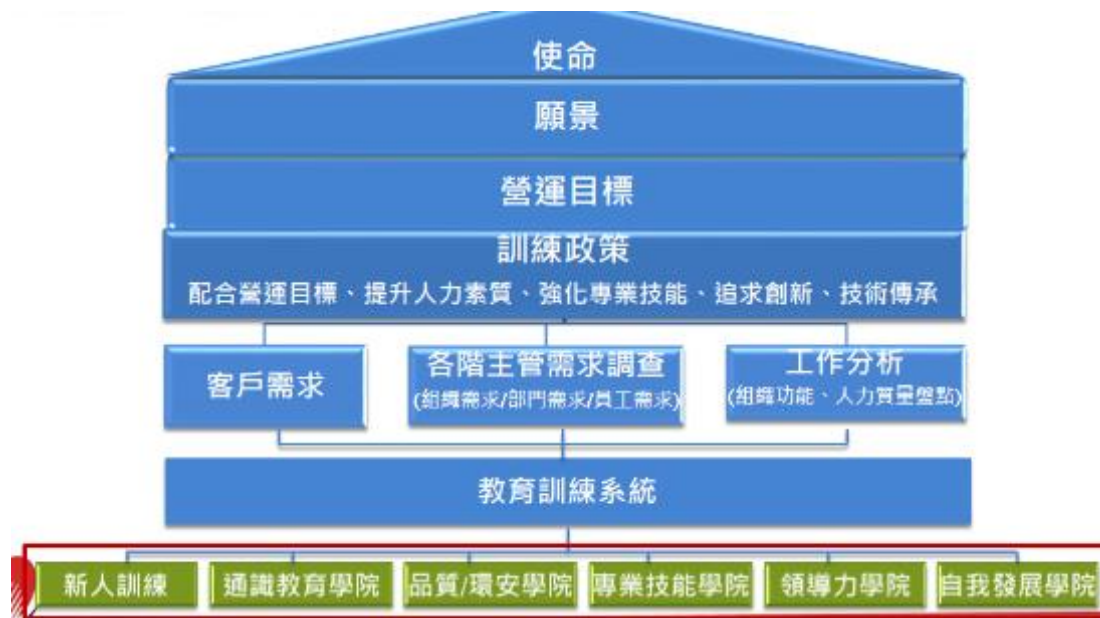 使命
願景
營運目標
訓練政策
配合營運目標、提升人力素質、強化專業技能、追求創新、技術傳承
客戶需求
各階主管需求調查
(組織需求/部門需求/員工需求)
工作分析
(組織功能、人力質量盤點)
教育訓練系統
新人訓練
通識教育學院
品質/環安學院
專業技能學院
領導力學院
自我發展學院